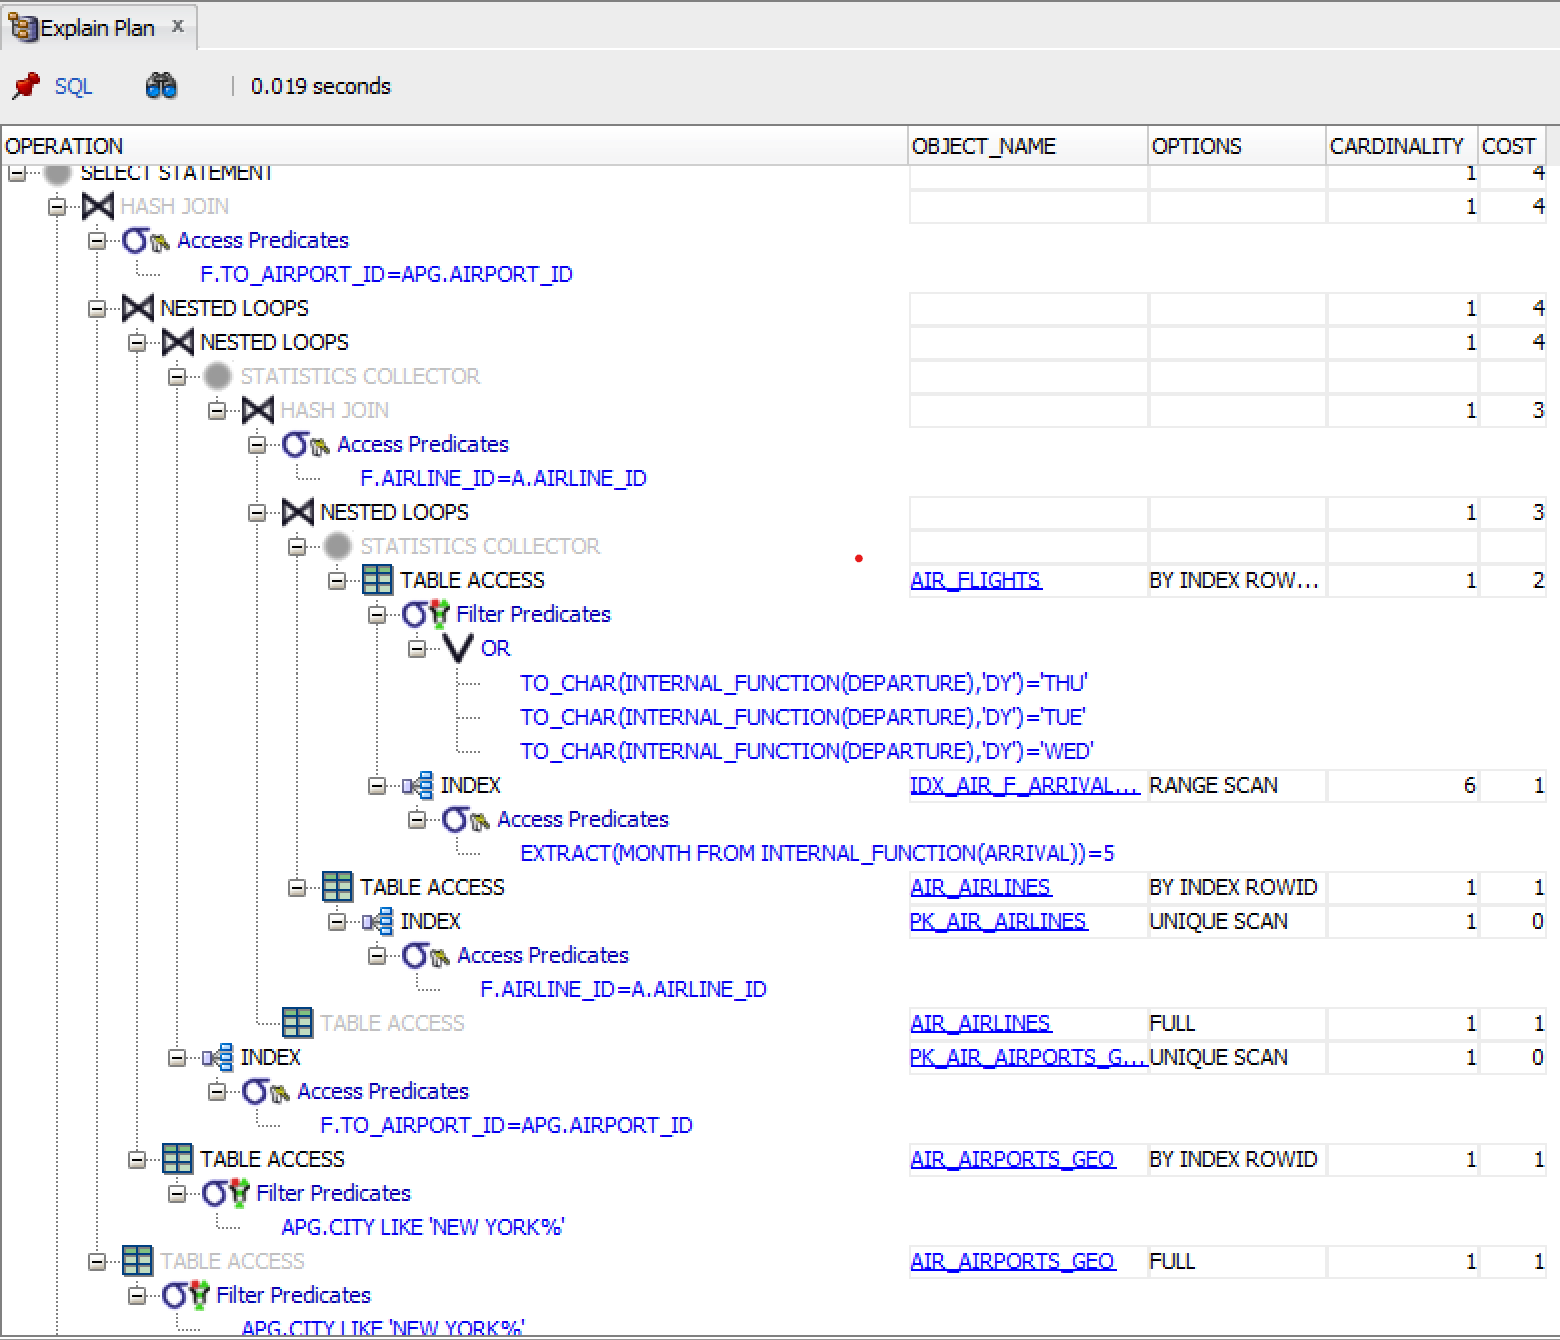 Explain Plan x
SQL | 0.019 seconds
OPERATION OBJECT_NAME OPTIONS CARDINALITY COST
SELECT STATEMENT 1 4
HASH JOIN 1 4
Access Predicates
F.TO_AIRPORT_ID=APG.AIRPORT_ID
NESTED LOOPS 1 4
NESTED LOOPS 1 4
STATISTICS COLLECTOR
HASH JOIN 1 3
Access Predicates
F.AIRLINE_ID=A.AIRLINE_ID
NESTED LOOPS 1 3
STATISTICS COLLECTOR
TABLE ACCESS AIR_FLIGHTS BY INDEX ROW... 1 2
Filter Predicates
OR
TO_CHAR(INTERNAL_FUNCTION(DEPARTURE),'DY')='THU'
TO_CHAR(INTERNAL_FUNCTION(DEPARTURE),'DY')='TUE'
TO_CHAR(INTERNAL_FUNCTION(DEPARTURE),'DY')='WED'
INDEX IDX_AIR_F_ARRIVAL... RANGE SCAN 6 1
Access Predicates
EXTRACT(MONTH FROM INTERNAL_FUNCTION(ARRIVAL))=5
TABLE ACCESS AIR_AIRLINES BY INDEX ROWID 1 1
INDEX PK_AIR_AIRLINES UNIQUE SCAN 1 0
Access Predicates
F.AIRLINE_ID=A.AIRLINE_ID
TABLE ACCESS AIR_AIRLINES FULL 1 1
INDEX PK_AIR_AIRPORTS_G... UNIQUE SCAN 1 0
Access Predicates
F.TO_AIRPORT_ID=APG.AIRPORT_ID
TABLE ACCESS AIR_AIRPORTS_GEO BY INDEX ROWID 1 1
Filter Predicates
APG.CITY LIKE 'NEW YORK%'
TABLE ACCESS AIR_AIRPORTS_GEO FULL 1 1
Filter Predicates
APG.CITY LIKE 'NEW YORK%'